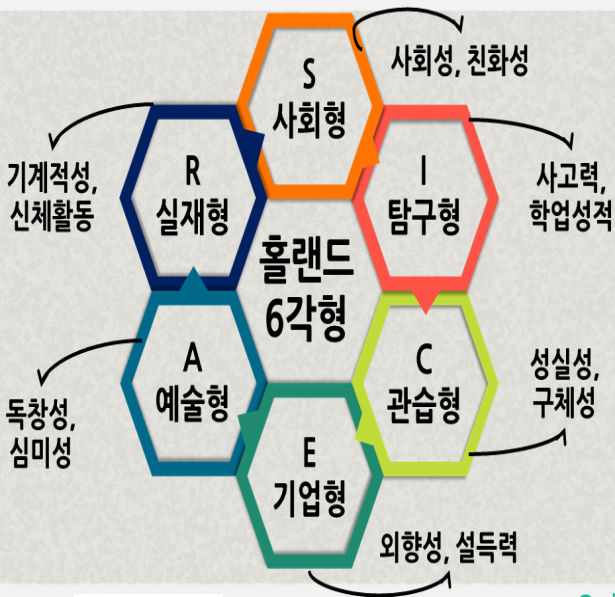 S
사회형
사회성, 친화성
R
실재형
기계적성,
신체활동
I
탐구형
사고력,
학업성적
홀랜드
6각형
A
예술형
독창성,
심미성
C
관습형
성실성,
구체성
E
기업형
외향성, 설득력